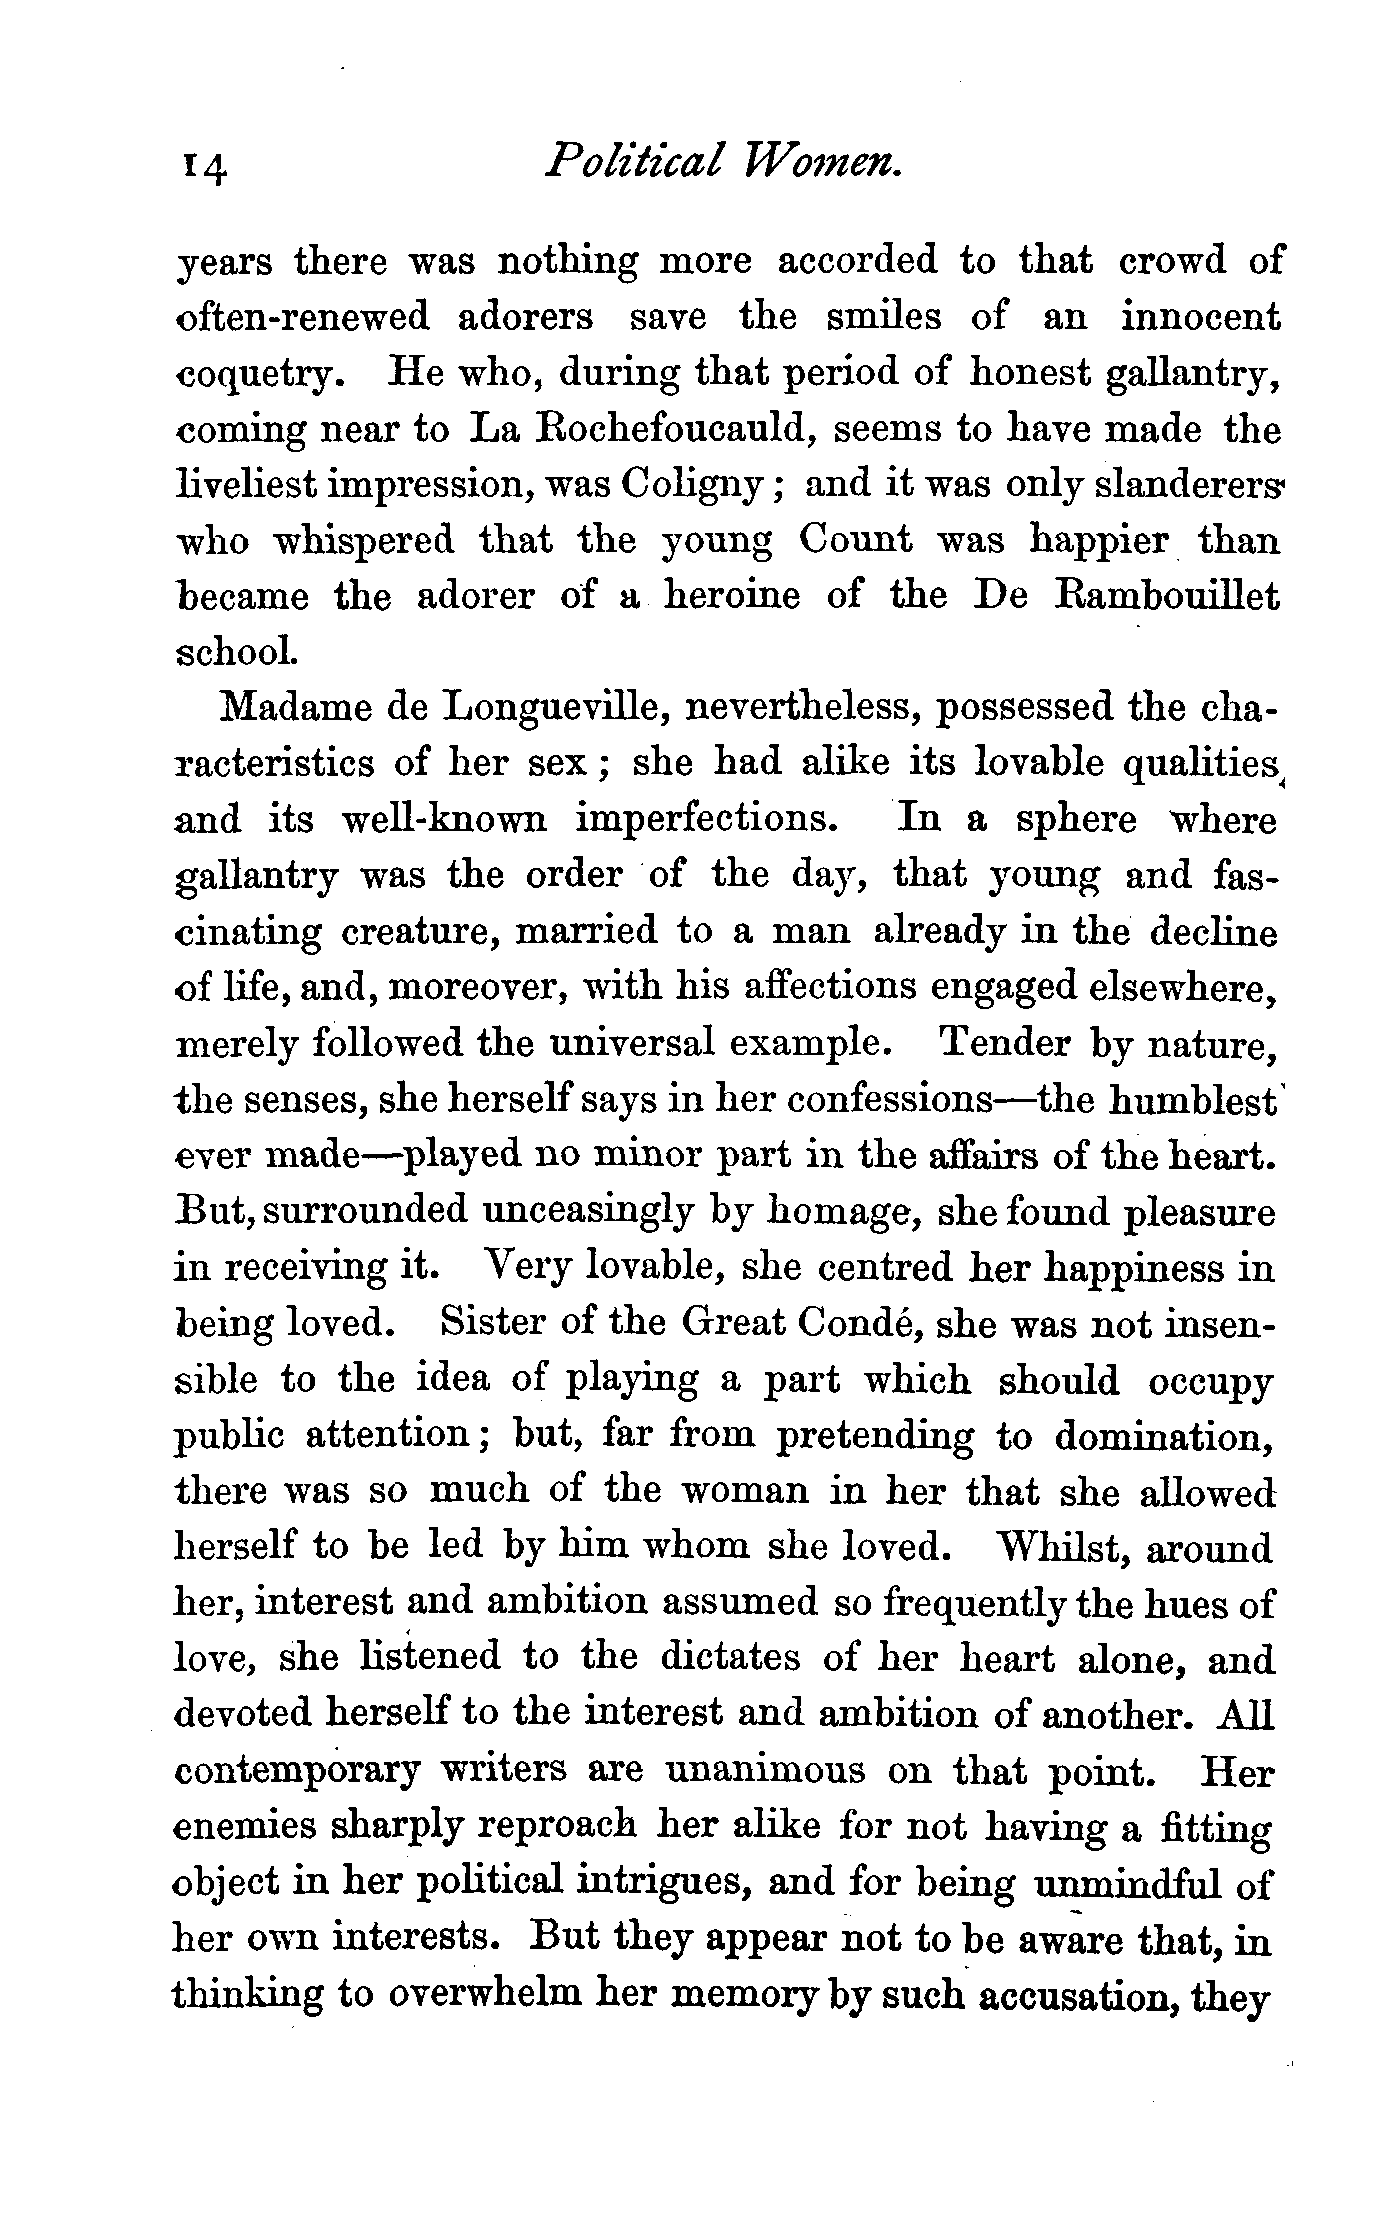 14 Political Women.
years there was nothing more accorded to that crowd of
often-renewed adorers save the smiles of an innocent
coquetry. He who, during that period of honest gallantry,
coming near to La Rochefoucauld, seems to have made the
liveliest impression, was Coligny; and it was only slanderers
who whispered that the young Count was happier than
became the adorer of a heroine of the De Rambouillet
school.
Madame de Longueville, nevertheless, possessed the cha-
racteristics of her sex; she had alike its lovable qualities,
and its well-known imperfections. In a sphere where
gallantry was the order of the day, that young and fas-
cinating creature, married to a man already in the decline
of life, and, moreover, with his affections engaged elsewhere,
merely followed the universal example. Tender by nature,
the senses, she herself says in her confessions—the humblest
ever made—played no minor part in the affairs of the heart.
But, surrounded unceasingly by homage, she found pleasure
in receiving it. Very lovable, she centred her happiness in
being loved. Sister of the Great Condé, she was not insen-
sible to the idea of playing a part which should occupy
public attention; but, far from pretending to domination,
there was so much of the woman in her that she allowed
herself to be led by him whom she loved. Whilst, around
her, interest and ambition assumed so frequently the hues of
love, she listened to the dictates of her heart alone, and
devoted herself to the interest and ambition of another. All
contemporary writers are unanimous on that point. Her
enemies sharply reproach her alike for not having a fitting
object in her political intrigues, and for being unmindful of
her own interests. But they appear not to be aware that, in
thinking to overwhelm her memory by such accusation, they